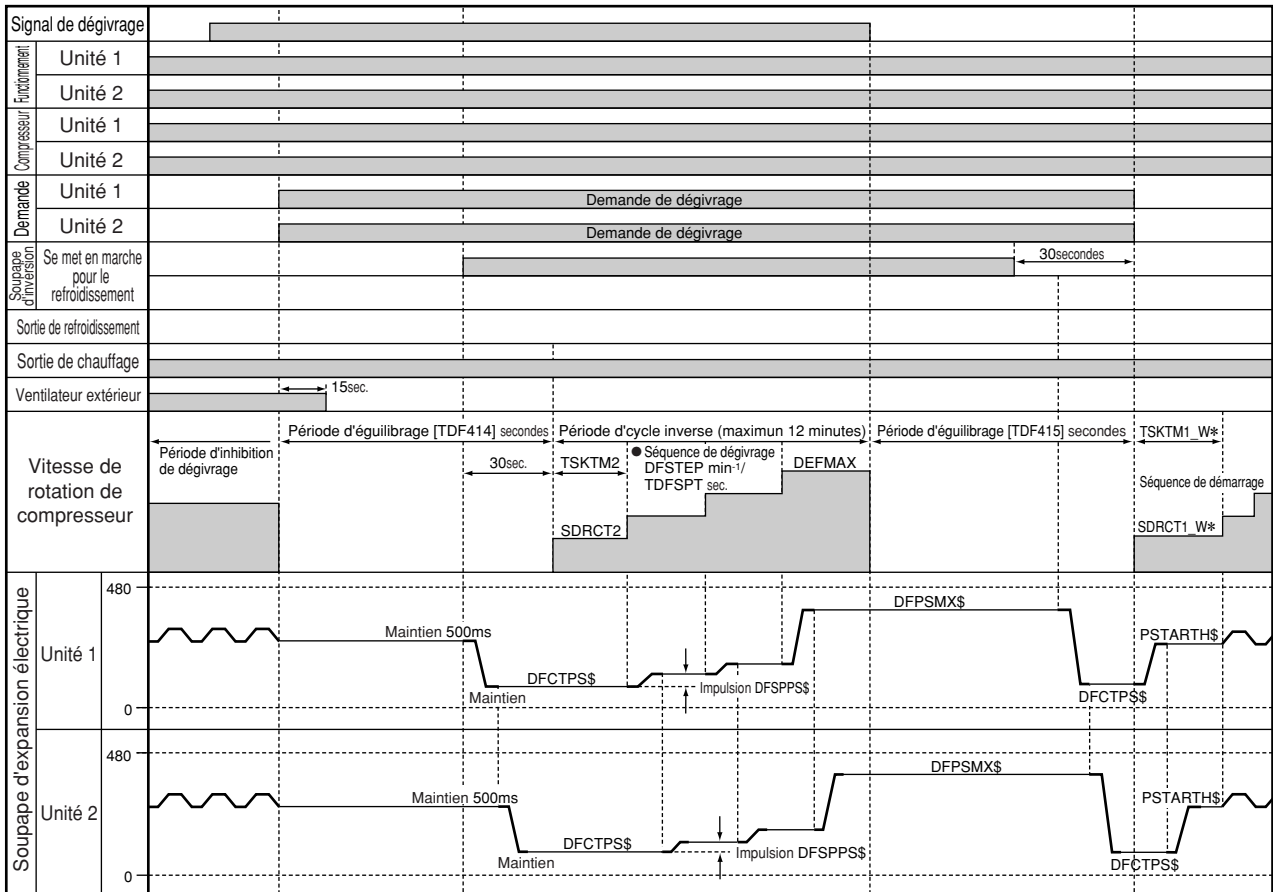 Signal de dégivrage
Functionnement
Unité 1
Unité 2
Compresseur
Unité 1
Unité 2
Demande
Unité 1
Demande de dégivrage
Unité 2
Demande de dégivrage
Soupape
d'inversion
Se met en marche
pour le
refroidissement
30secondes
Sortie de refroidissement
Sortie de chauffage
Ventilateur extérieur
15sec.
Vitesse de
rotation de
compresseur
Période d'inhibition
de dégivrage
Période d'éguilibrage [TDF414] secondes
30sec.
Période d'cycle inverse (maximun 12 minutes)
TSKTM2
● Séquence de dégivrage
DFSTEP min-1/
TDFSPT sec.
DEFMAX
SDRCT2
Période d'éguilibrage [TDF415] secondes
TSKTM1_W*
Séquence de démarrage
SDRCT1_W*
Soupape d'expansion électrique
Unité 1
480
0
Maintien 500ms
Maintien
DFCTPS$
Impulsion DFSPPS$
DFPSMX$
DFCTPS$
PSTARTH$
Unité 2
480
0
Maintien 500ms
Maintien
DFCTPS$
Impulsion DFSPPS$
DFPSMX$
DFCTPS$
PSTARTH$